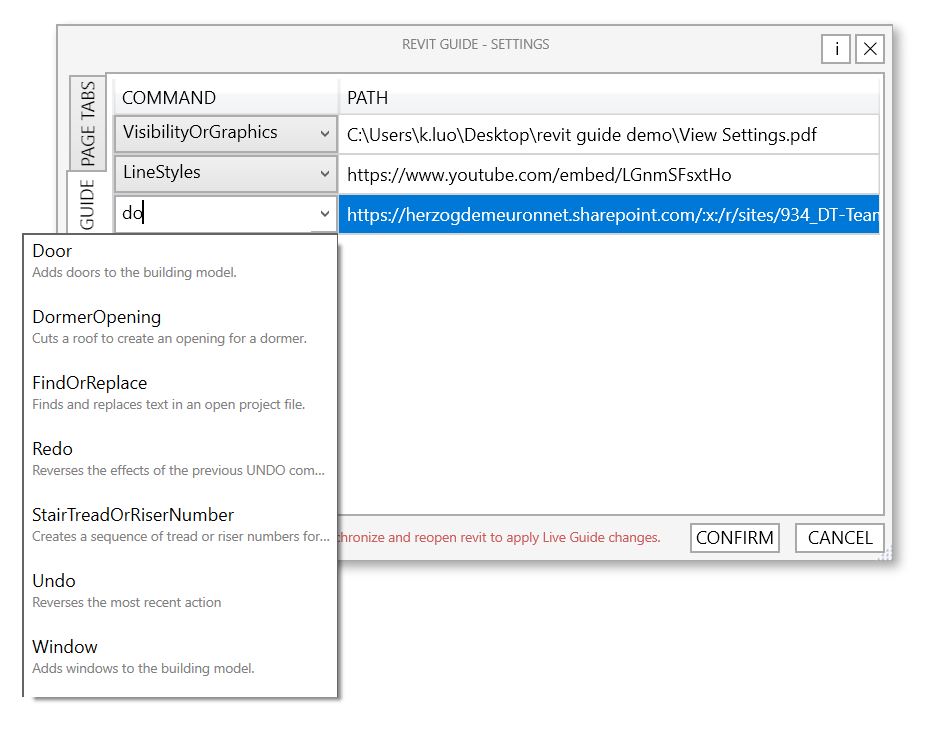 REVIT GUIDE - SETTINGS
i
PAGE TABS
GUIDE
COMMAND PATH
VisibilityOrGraphics C:\Users\k.luo\Desktop\revit guide demo\View Settings.pdf
LineStyles https://www.youtube.com/embed/LGnmSFsxtHo
do https://herzogdemeuronnet.sharepoint.com/:x:/r/sites/934_DT-Team
Door
Adds doors to the building model.
DormerOpening
Cuts a roof to create an opening for a dormer.
FindOrReplace
Finds and replaces text in an open project file.
Redo
Reverses the effects of the previous UNDO com...
StairTreadOrRiserNumber
Creates a sequence of tread or riser numbers for...
Undo
Reverses the most recent action
Window
Adds windows to the building model.
chronize and reopen revit to apply Live Guide changes.
CONFIRM CANCEL